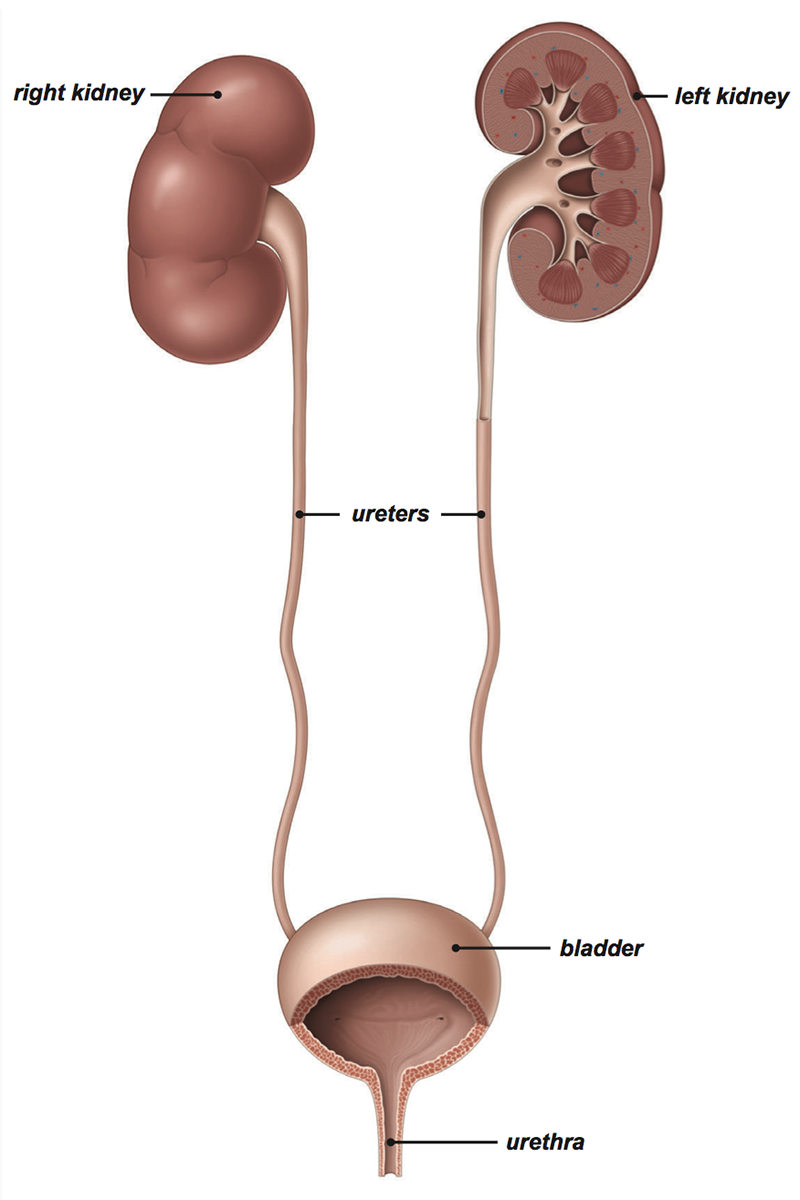 right kidney
left kidney
ureters
bladder
urethra